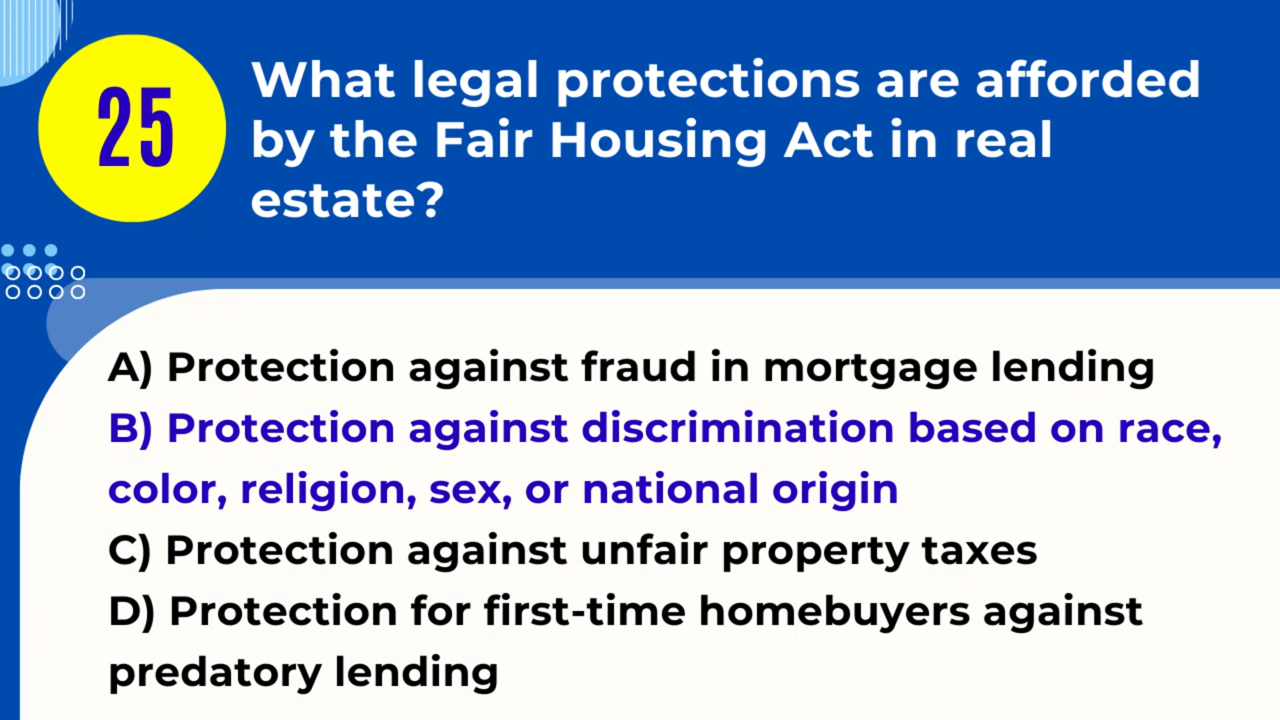 25
What legal protections are afforded
by the Fair Housing Act in real
estate?
A) Protection against fraud in mortgage lending
B) Protection against discrimination based on race,
color, religion, sex, or national origin
C) Protection against unfair property taxes
D) Protection for first-time homebuyers against
predatory lending